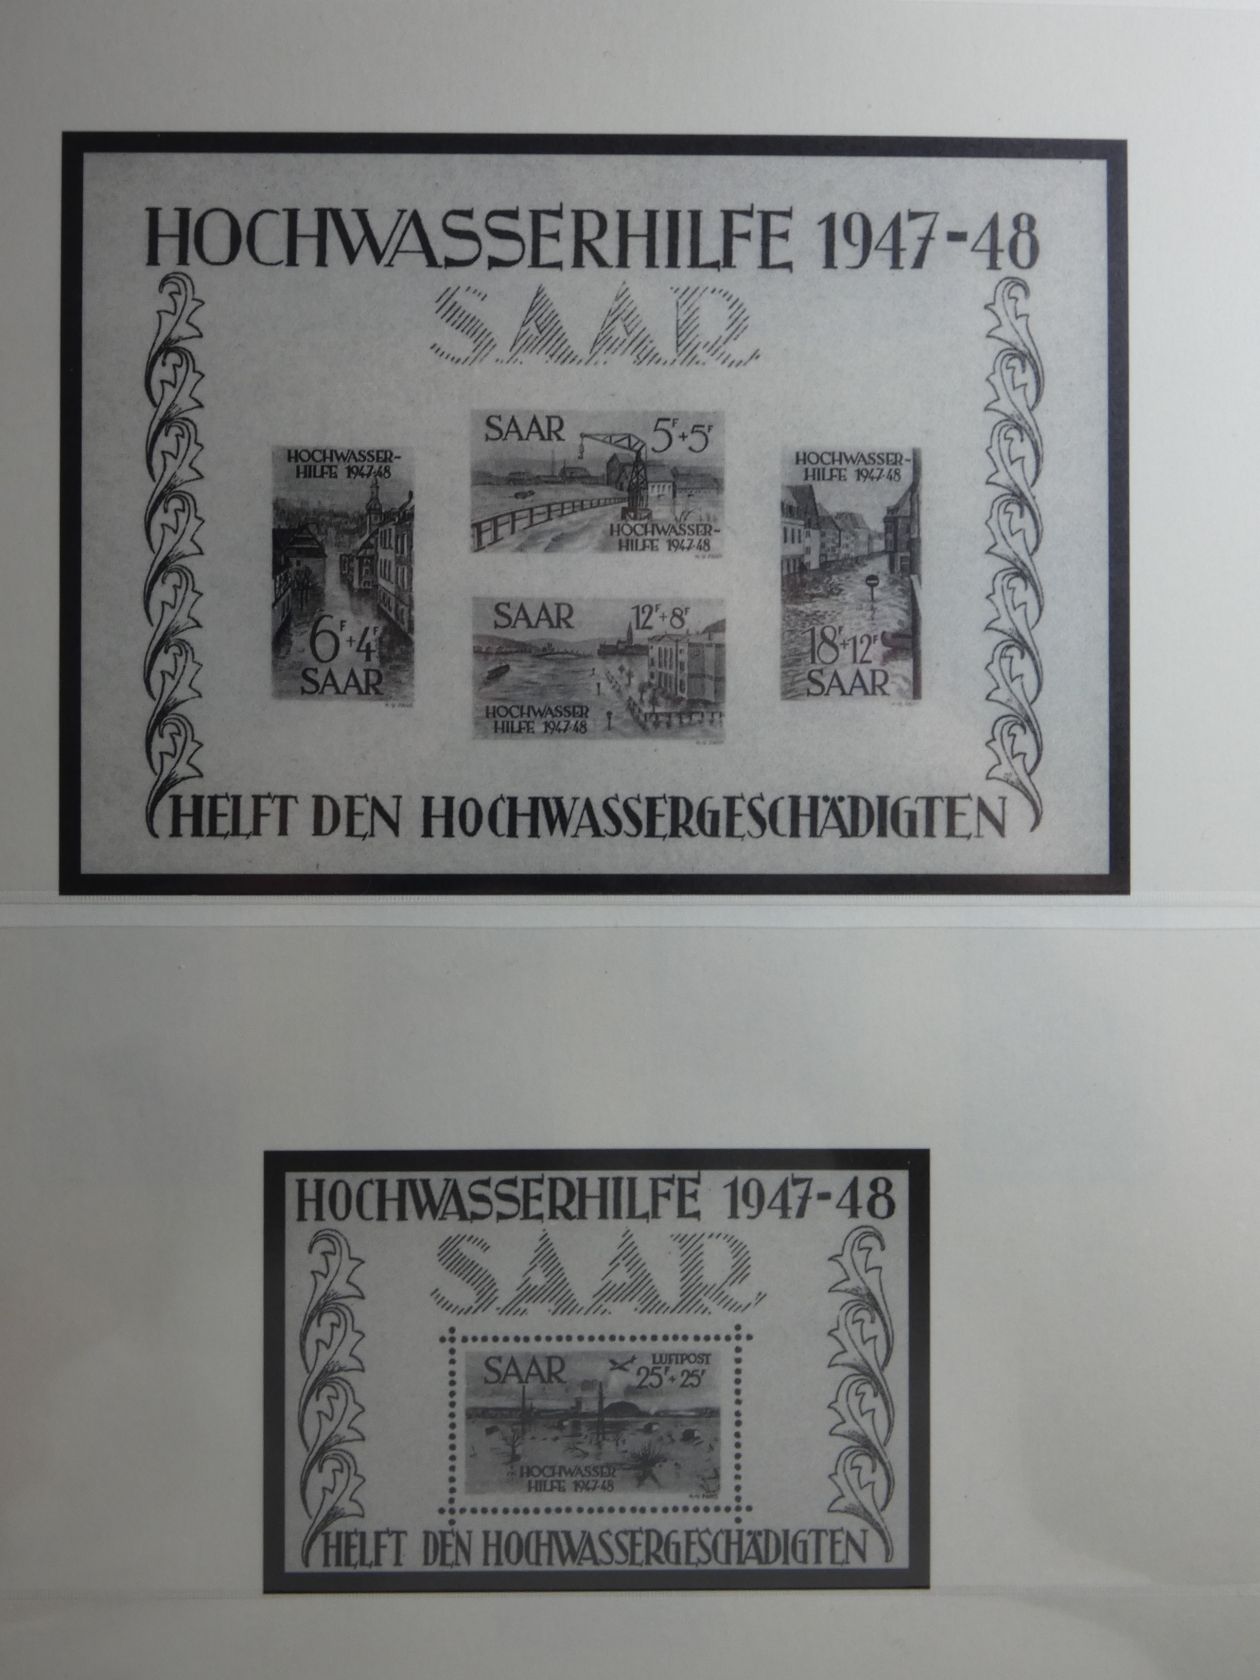 HOCHWASSERHILFE 1947-48
SAAR
HOCHWASSER-
HILFE 1947-48
6F+4F
SAAR
SAAR 5F+5F
HOCHWASSER-
HILFE 1947-48
SAAR 12F+8F
HOCHWASSER
HILFE 1947-48
HOCHWASSER-
HILFE 1947-48
18F+12F
SAAR
HELFT DEN HOCHWASSERGESCHÄDIGTEN
HOCHWASSERHILFE 1947-48
SAAR
SAAR LUFTPOST
25F+25F
HOCHWASSER
HILFE 1947-48
HELFT DEN HOCHWASSERGESCHÄDIGTEN